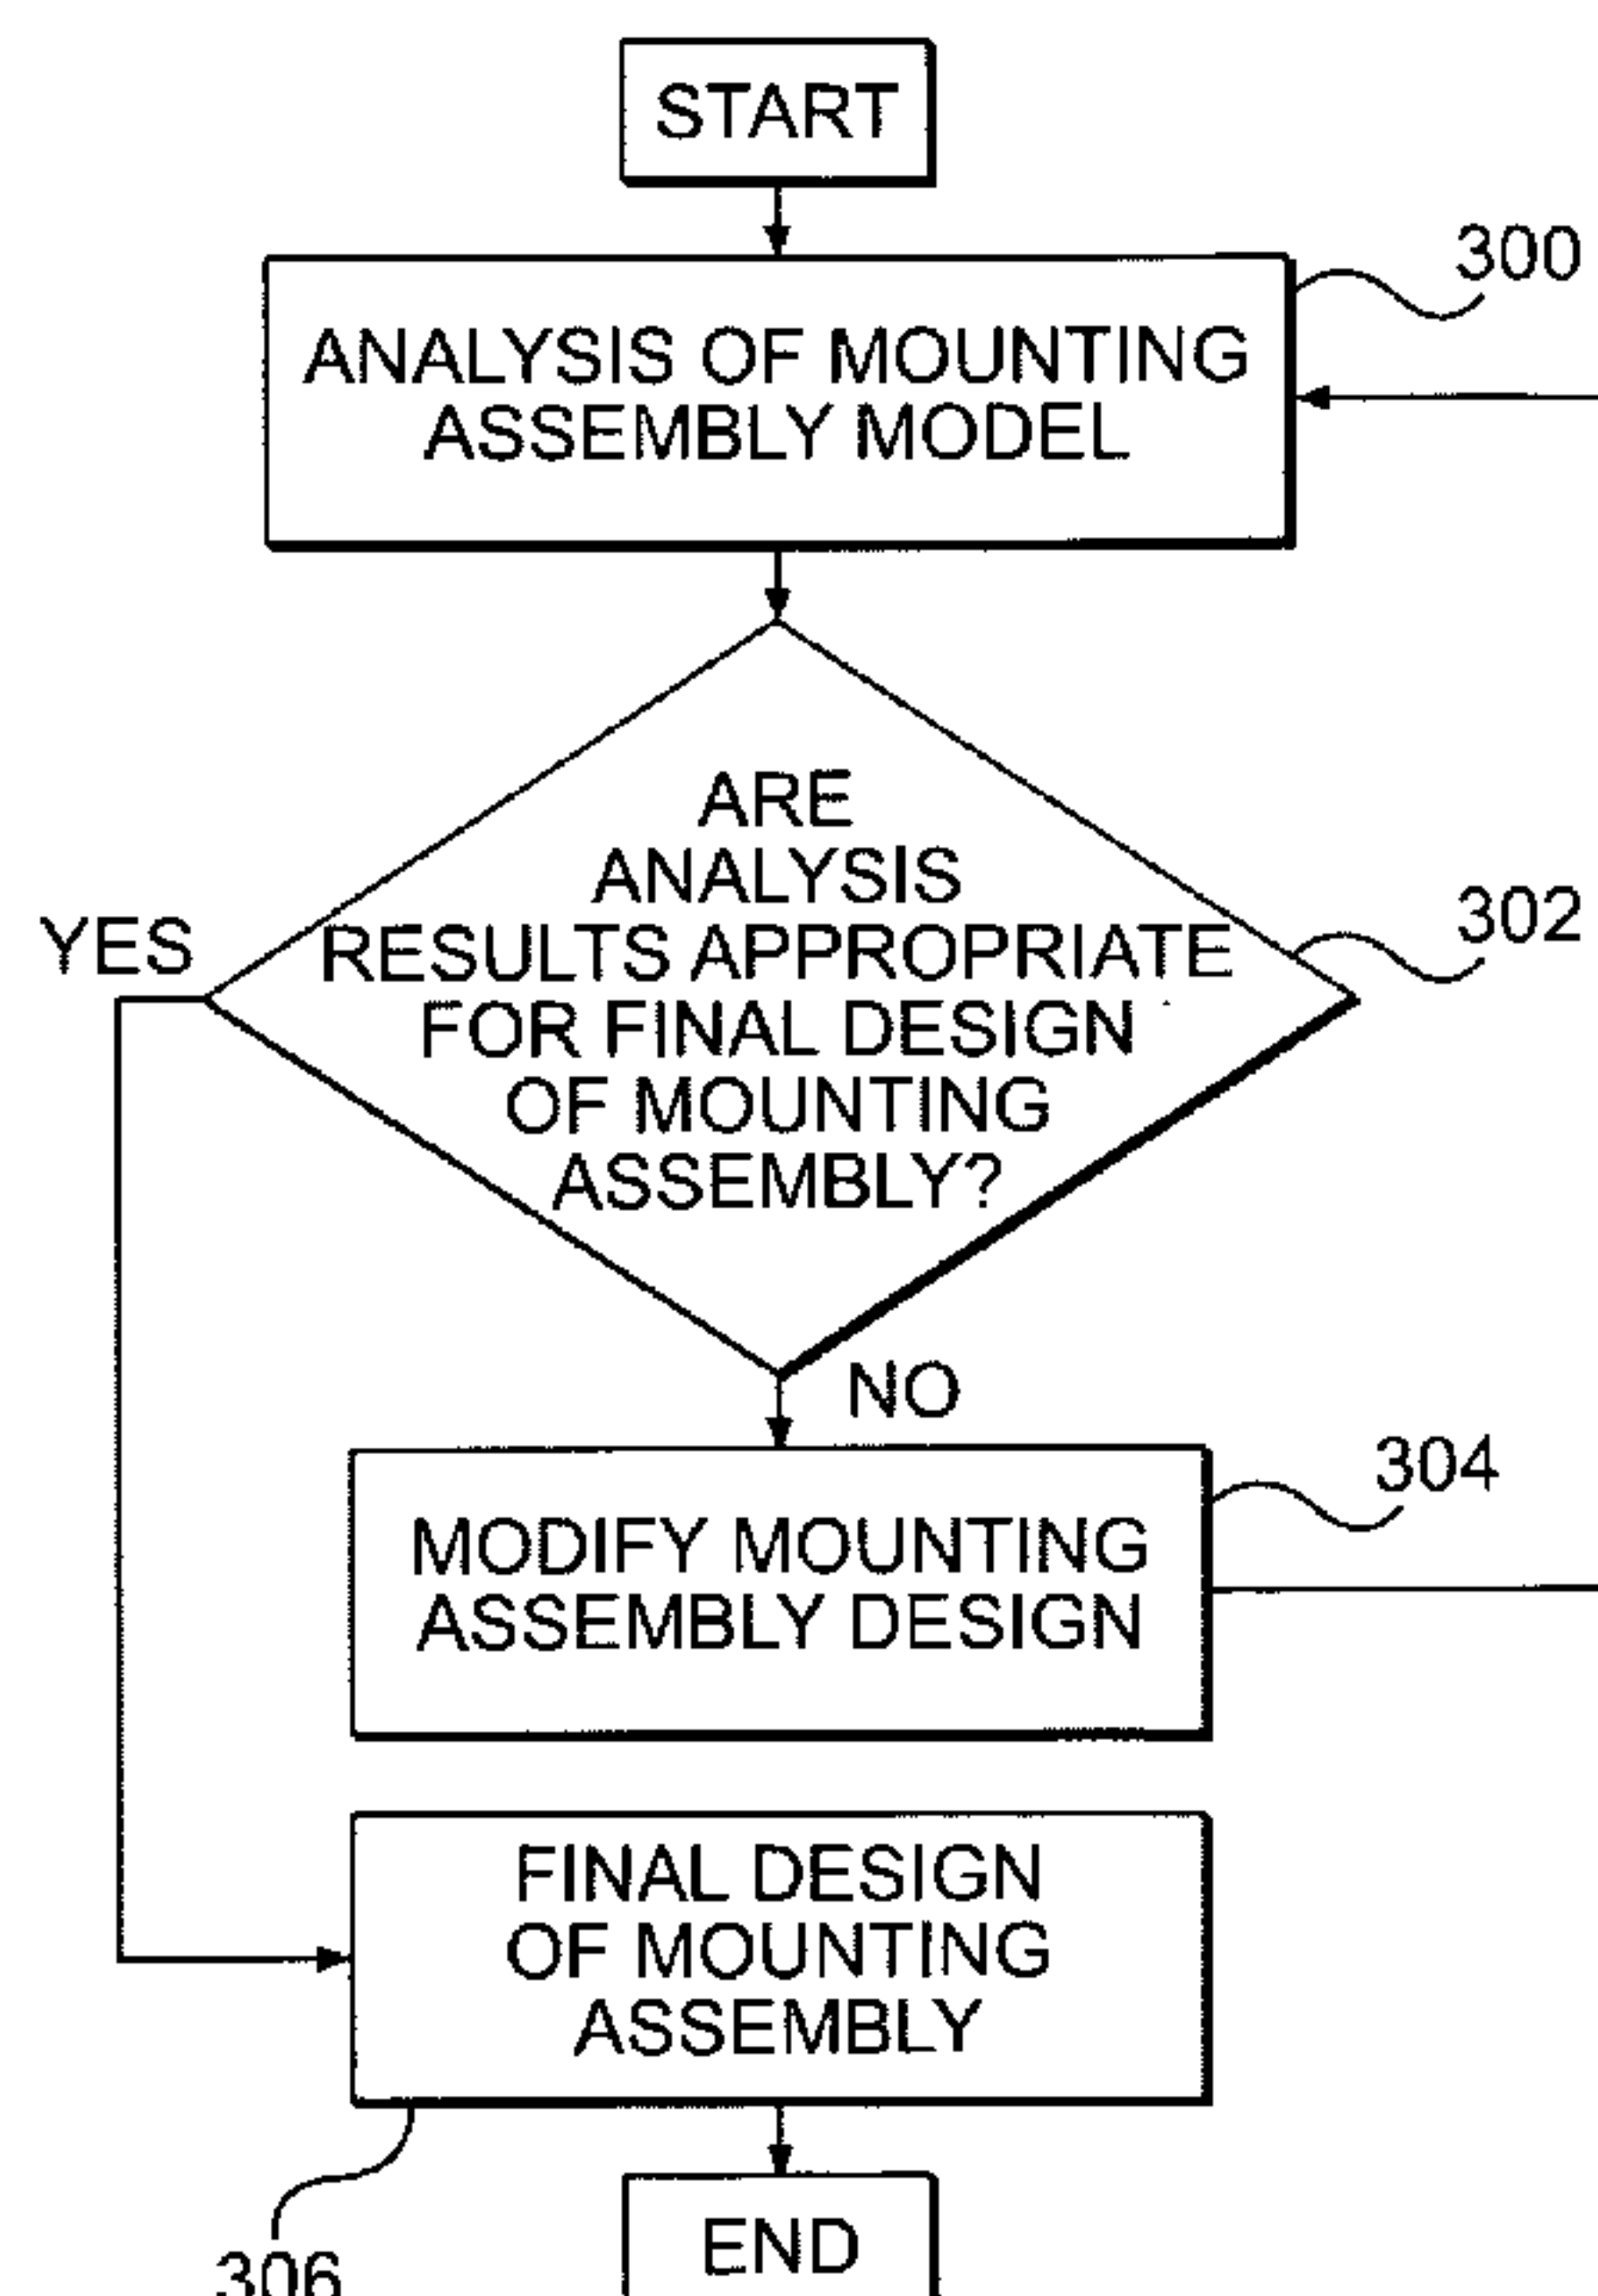 START
300
ANALYSIS OF MOUNTING
ASSEMBLY MODEL
ARE
ANALYSIS
RESULTS APPROPRIATE
FOR FINAL DESIGN
OF MOUNTING
ASSEMBLY?
YES
302
NO
304
MODIFY MOUNTING
ASSEMBLY DESIGN
FINAL DESIGN
OF MOUNTING
ASSEMBLY
306
END